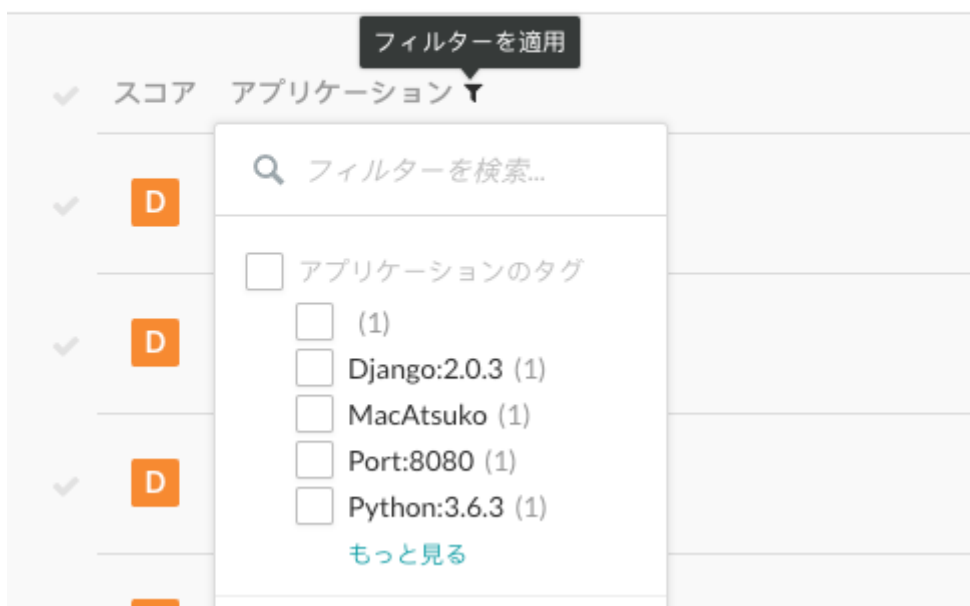 フィルターを適用
スコア アプリケーション
フィルターを検索...
D
アプリケーションのタグ
(1)
D
Django:2.0.3 (1)
MacAtsuko (1)
Port:8080 (1)
D
Python:3.6.3 (1)
もっと見る